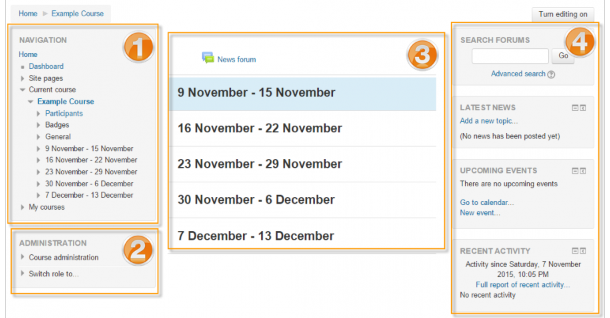 Home
Example Course
Turn editing on
1
NAVIGATION
Home
Dashboard
Site pages
Current course
Example Course
Participants
Badges
General
9 November - 15 November
16 November - 22 November
23 November - 29 November
30 November - 6 December
7 December - 13 December
My courses
2
ADMINISTRATION
Course administration
Switch role to...
3
News forum
9 November - 15 November
16 November - 22 November
23 November - 29 November
30 November - 6 December
7 December - 13 December
4
SEARCH FORUMS
Go
Advanced search
LATEST NEWS
Add a new topic...
(No news has been posted yet)
UPCOMING EVENTS
There are no upcoming events
Go to calendar...
New event...
RECENT ACTIVITY
Activity since Saturday, 7 November
2015, 10:05 PM
Full report of recent activity...
No recent activity